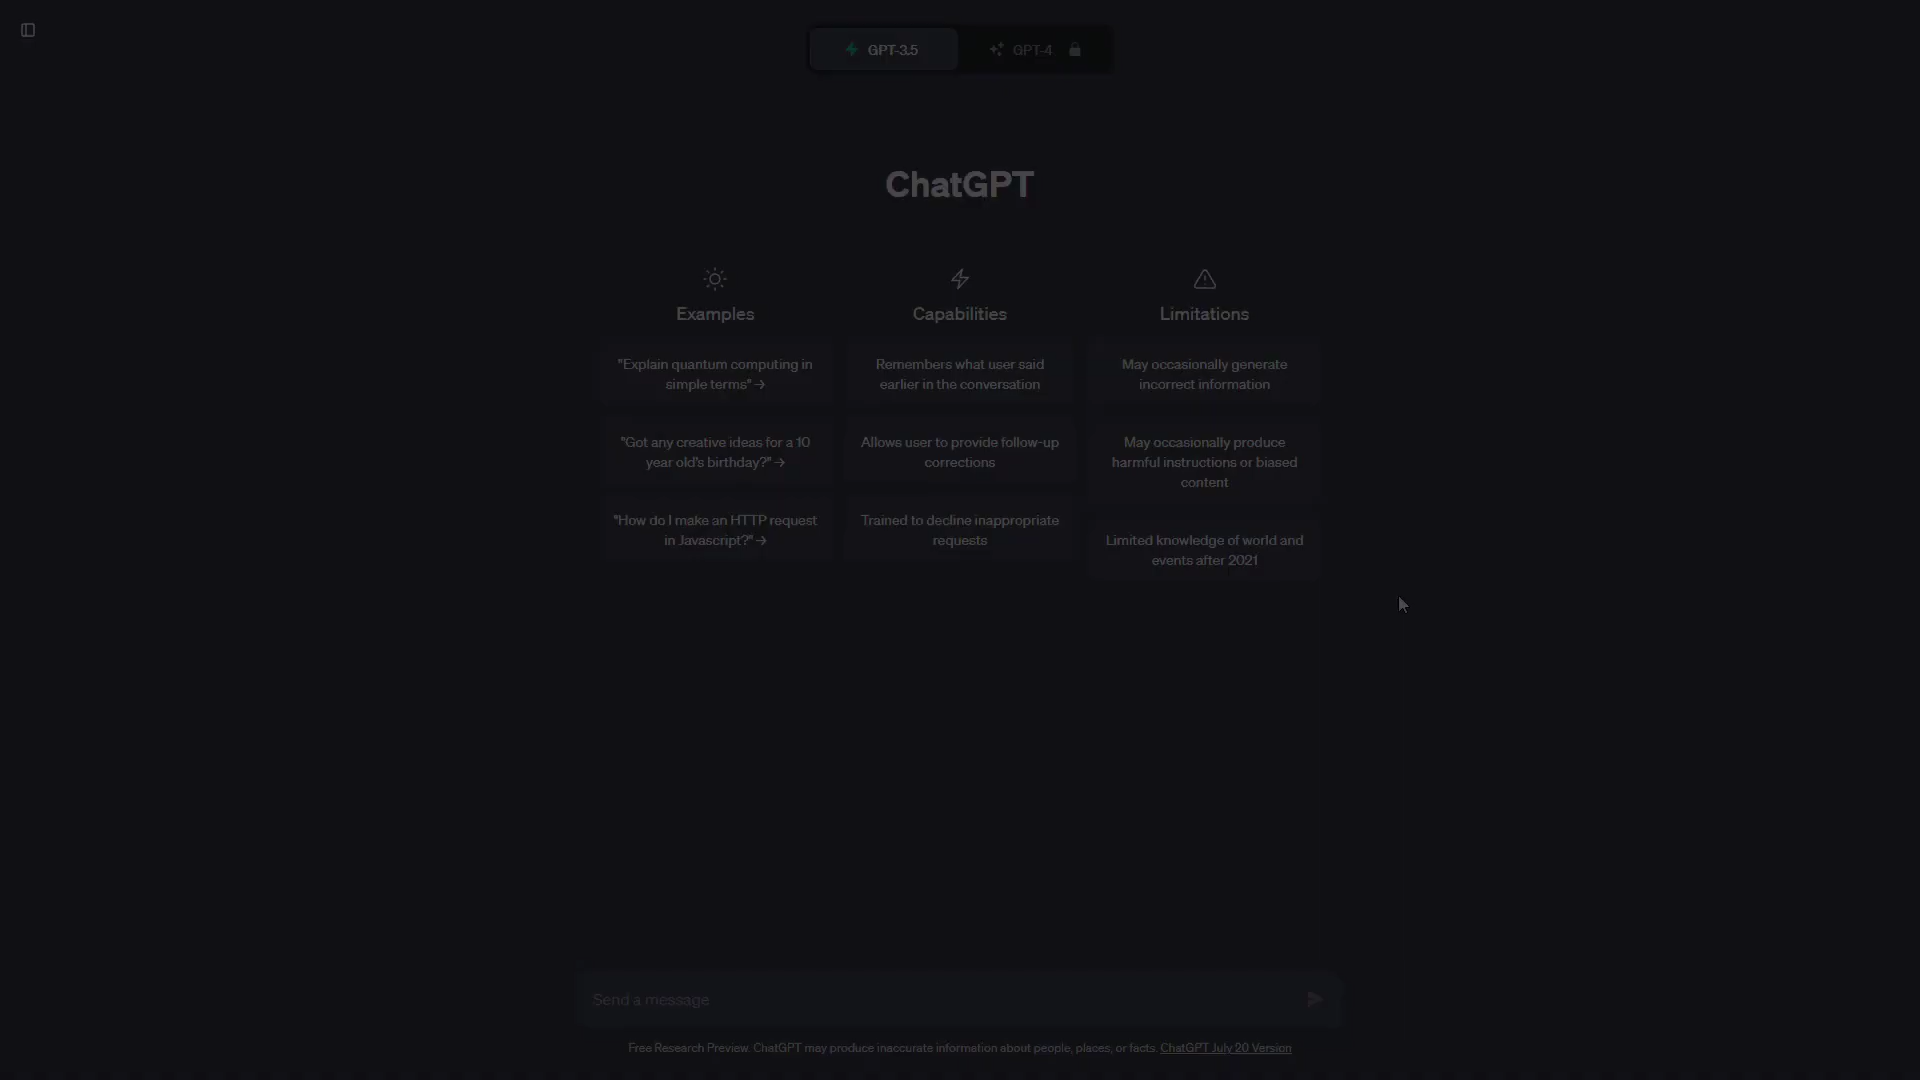 GPT-3.5
GPT-4
ChatGPT
Examples
"Explain quantum computing in
simple terms" →
"Got any creative ideas for a 10
year old's birthday?" →
"How do I make an HTTP request
in Javascript?" →
Capabilities
Remembers what user said
earlier in the conversation
Allows user to provide follow-up
corrections
Trained to decline inappropriate
requests
Limitations
May occasionally generate
incorrect information
May occasionally produce
harmful instructions or biased
content
Limited knowledge of world and
events after 2021
Send a message
Free Research Preview. ChatGPT may produce inaccurate information about people, places, or facts. ChatGPT July 20 Version